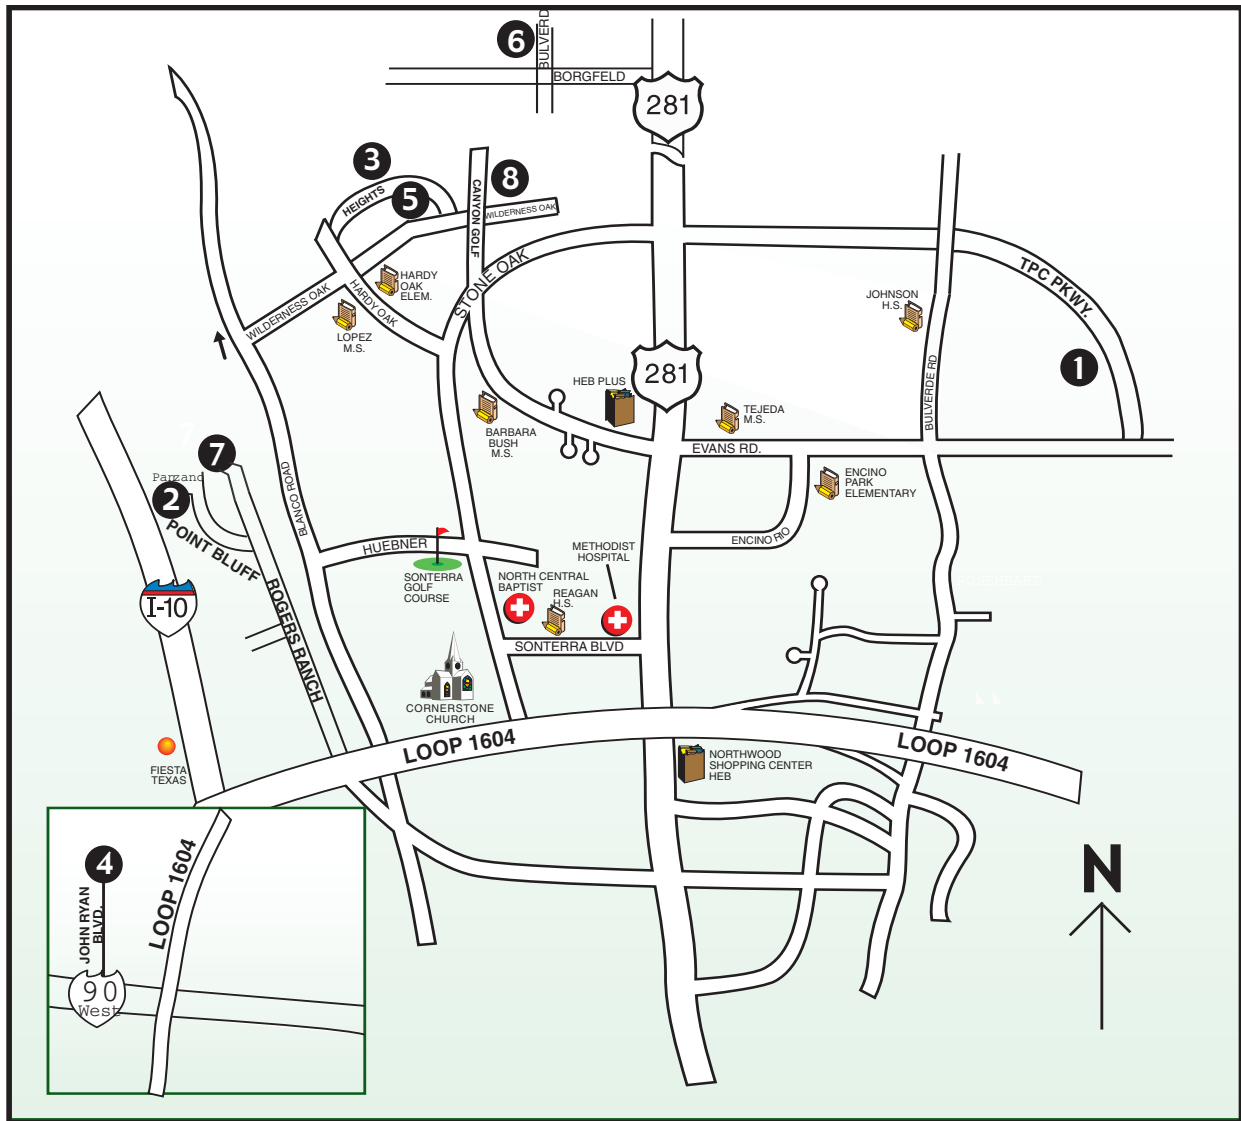 6
BULVERD
BORGFELD
281
3
HEIGHTS
5
8
CANYON GOLF
WILDERNESS OAK
STONE OAK
TPC PKWY.
HARDY
OAK
ELEM.
HARDY OAK
WILDERNESS OAK
LOPEZ
M.S.
JOHNSON
H.S.
BULVERDE RD
1
281
HEB PLUS
TEJEDA
M.S.
BARBARA
BUSH
M.S.
EVANS RD.
ENCINO
PARK
ELEMENTARY
ENCINO RIO
7
Parzano
2
POINT BLUFF
BLANCO ROAD
HUEBNER
SONTERRA
GOLF
COURSE
METHODIST
HOSPITAL
NORTH CENTRAL
BAPTIST
REAGAN
H.S.
SONTERRA BLVD
I-10
ROGERS RANCH
CORNERSTONE
CHURCH
LOOP 1604
LOOP 1604
FIESTA
TEXAS
NORTHWOOD
SHOPPING CENTER
HEB
4
JOHN RYAN
BLVD.
LOOP 1604
90
West
N